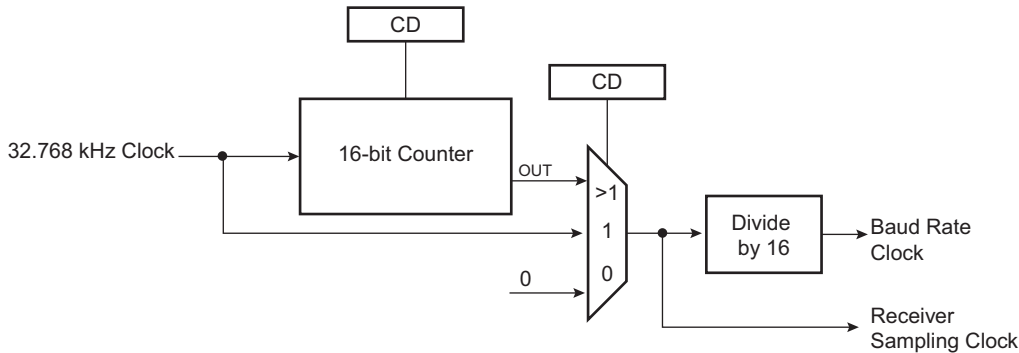 CD
CD
32.768 kHz Clock
16-bit Counter
OUT
>1
1
0
0
Divide
by 16
Baud Rate
Clock
Receiver
Sampling Clock